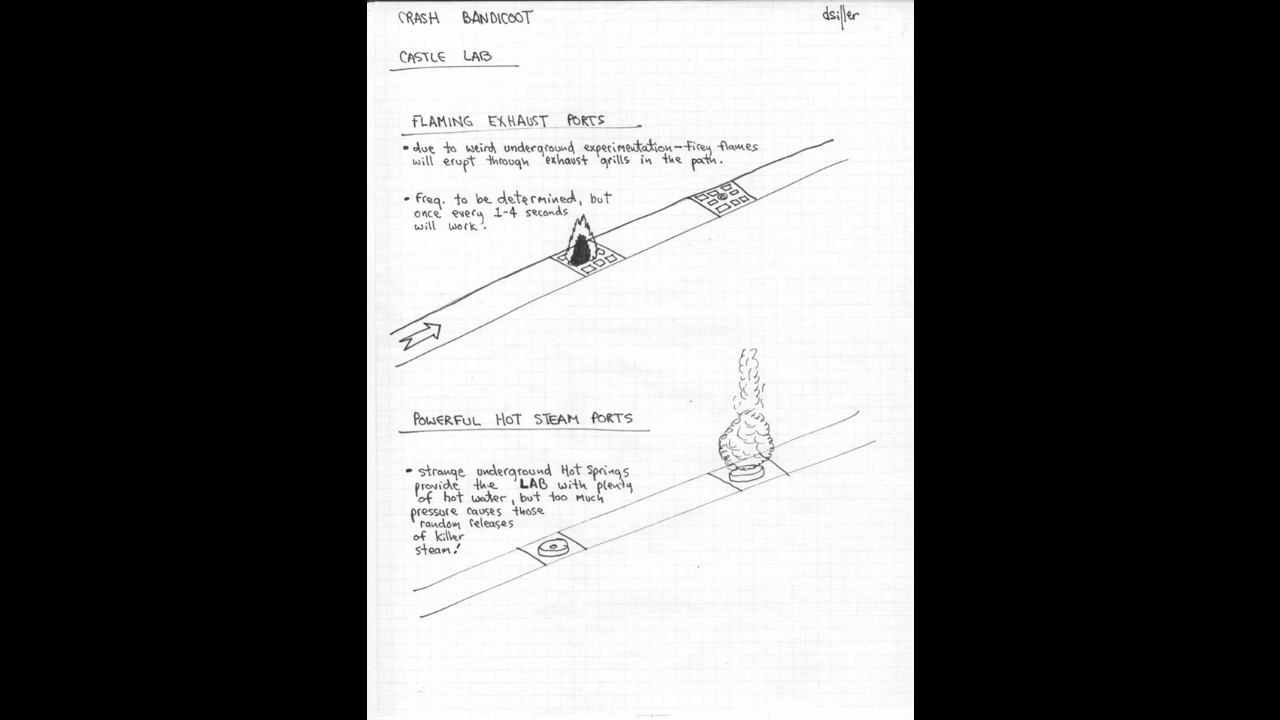 CRASH BANDICOOT
dsiller
CASTLE LAB
FLAMING EXHAUST PORTS
• due to weird underground experimentation - firey flames
will erupt through exhaust grills in the path.
• Freq. to be determined, but
once every 1-4 seconds
will work.
POWERFUL HOT STEAM PORTS
• strange underground Hot Springs
provide the LAB with plenty
of hot water, but too much
pressure causes those
random releases
of killer
steam!